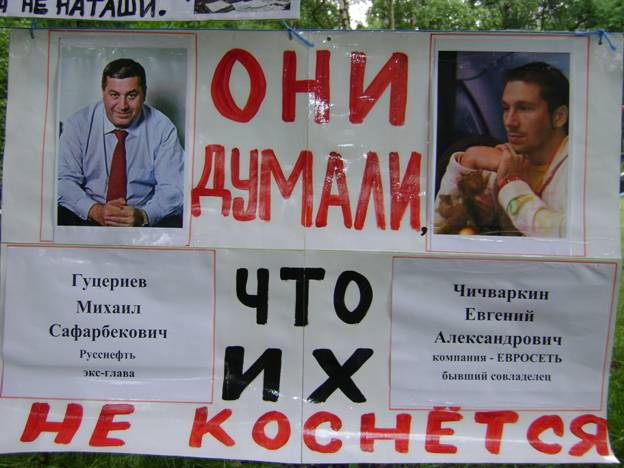 НЕ НАТАШИ.
ОНИ
ДУМАЛИ,
ЧТО
ИХ
НЕ КОСНЁТСЯ
Гуцериев
Михаил
Сафарбекович
Русснефть
экс-глава
Чичваркин
Евгений
Александрович
компания - ЕВРОСЕТЬ
бывший совладелец